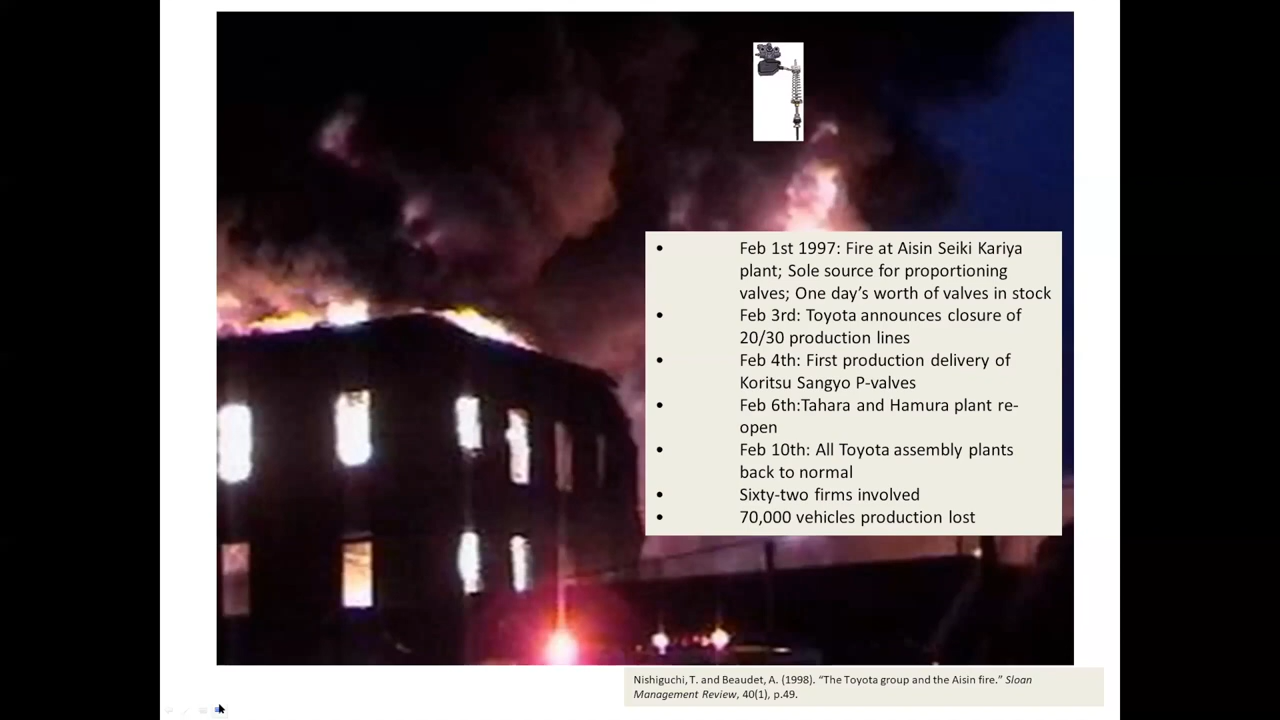 Feb 1st 1997: Fire at Aisin Seiki Kariya
plant; Sole source for proportioning
valves; One day’s worth of valves in stock
Feb 3rd: Toyota announces closure of
20/30 production lines
Feb 4th: First production delivery of
Koritsu Sangyo P-valves
Feb 6th:Tahara and Hamura plant re-
open
Feb 10th: All Toyota assembly plants
back to normal
Sixty-two firms involved
70,000 vehicles production lost
Nishiguchi, T. and Beaudet, A. (1998). “The Toyota group and the Aisin fire.” Sloan
Management Review, 40(1), p.49.